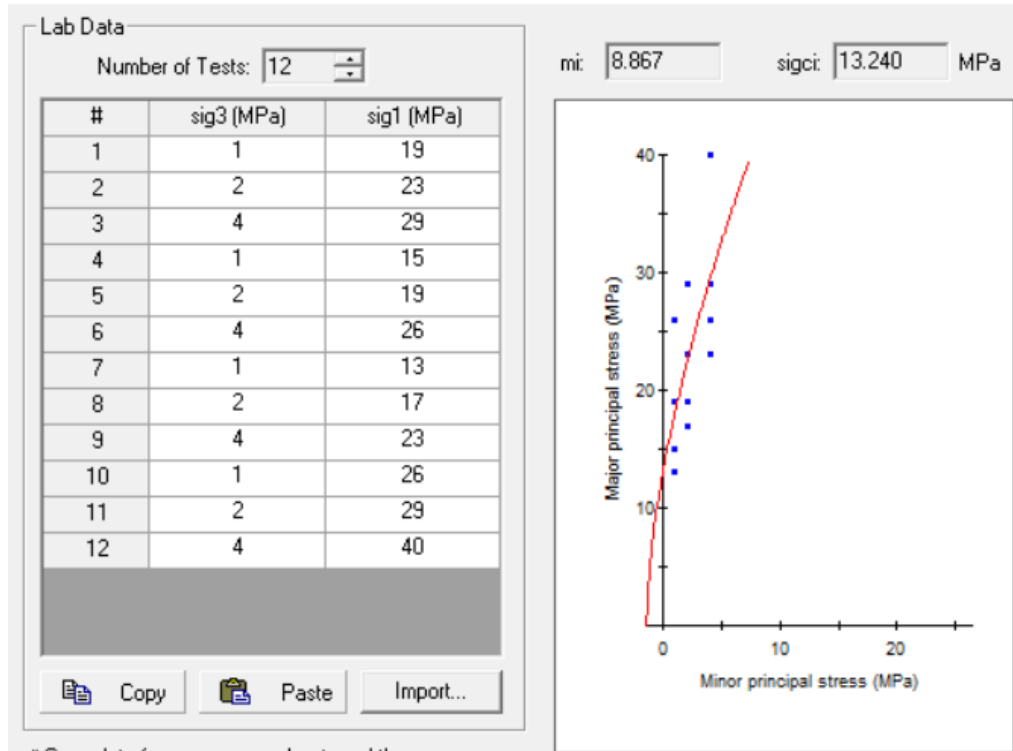 Lab Data
Number of Tests: 12
mi: 8.867 sigci: 13.240 MPa
# sig3 (MPa) sig1 (MPa)
1 1 19
2 2 23
3 4 29
4 1 15
5 2 19
6 4 26
7 1 13
8 2 17
9 4 23
10 1 26
11 2 29
12 4 40
Copy Paste Import...
Major principal stress (MPa)
40
30
20
10
0 10 20
Minor principal stress (MPa)